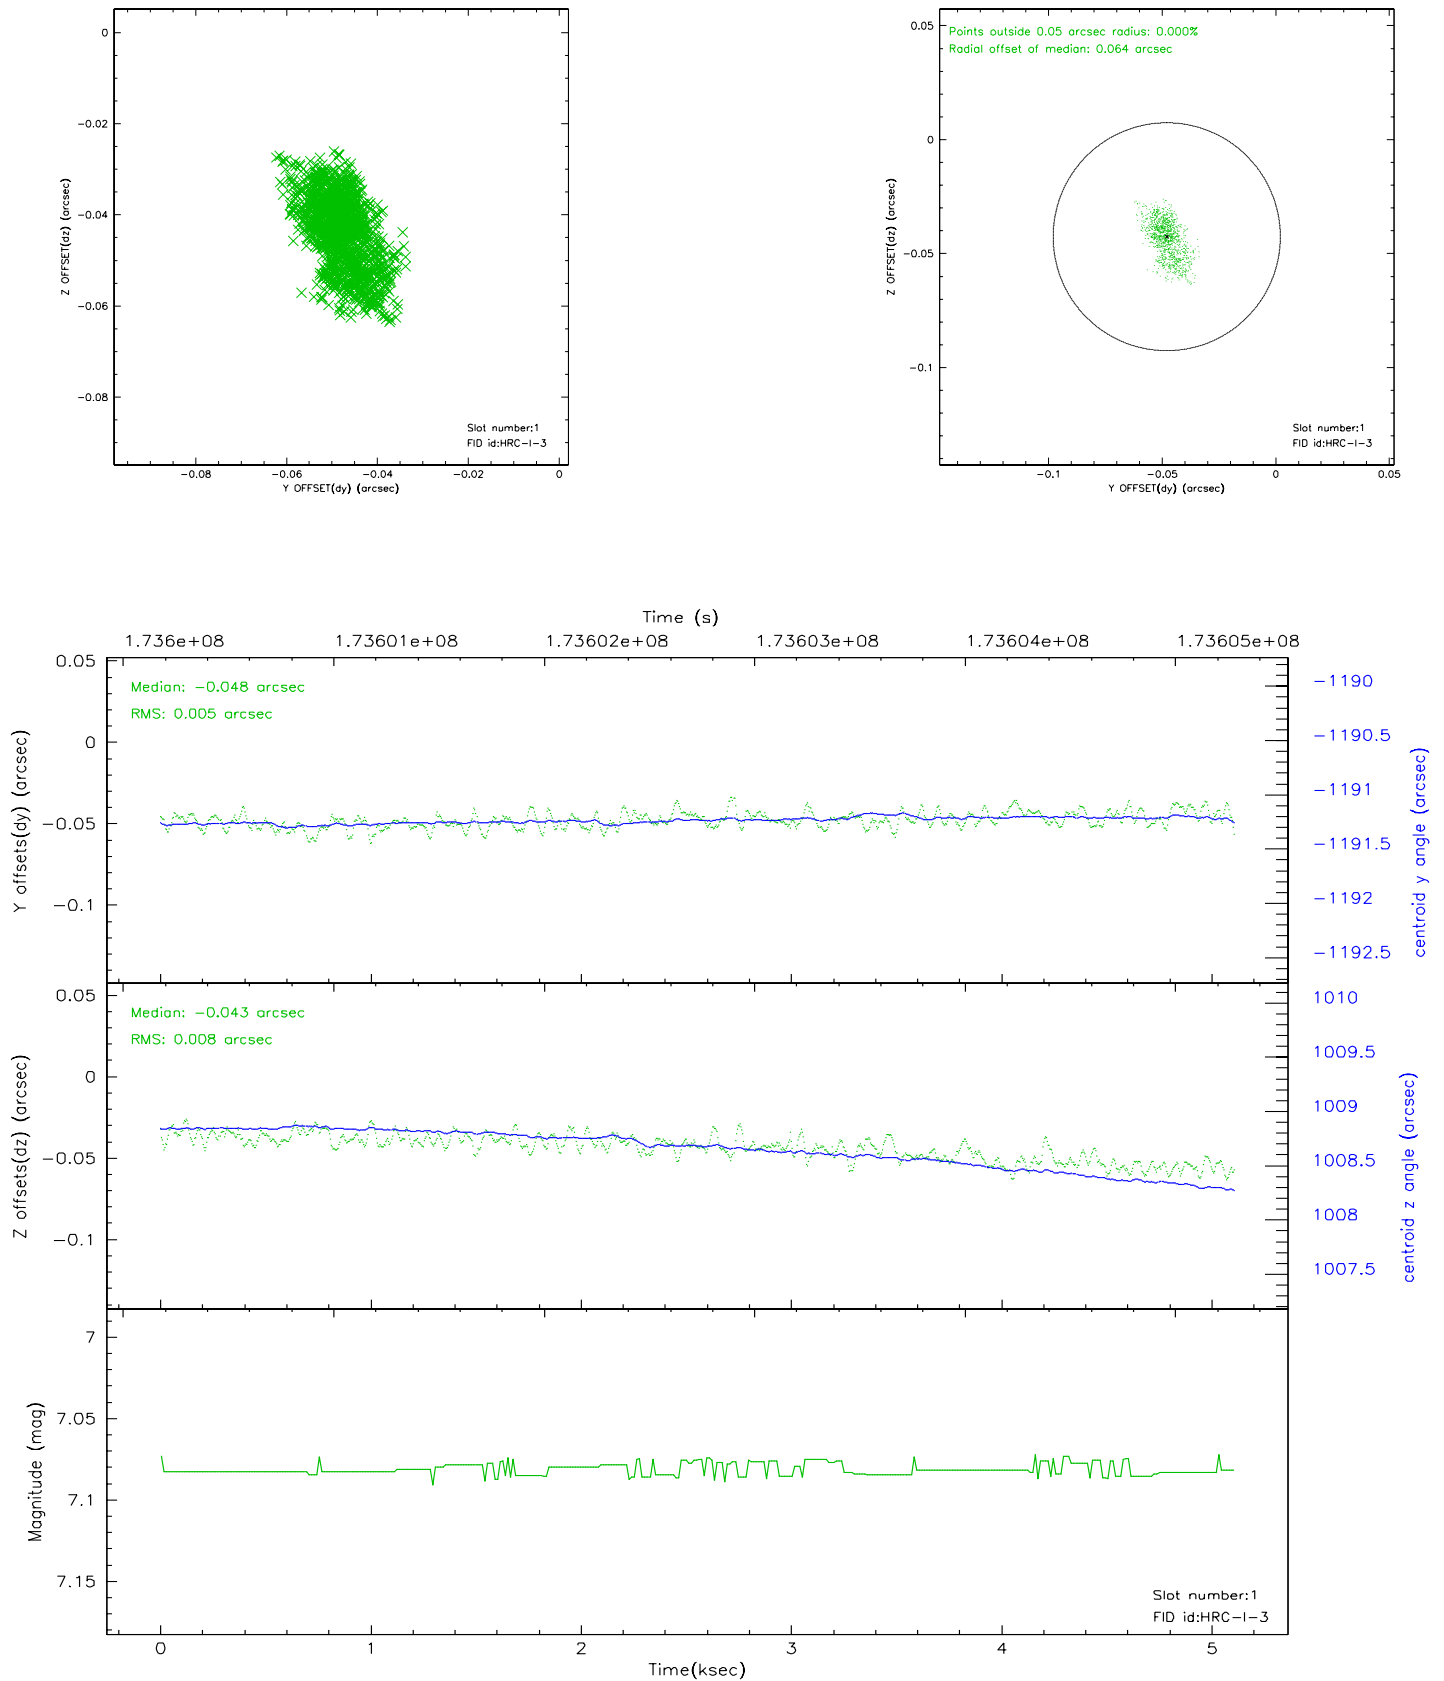 0
-0.02
-0.04
-0.06
-0.08
Z OFFSET(dz) (arcsec)
Slot number:1
FID id:HRC-I-3
-0.08
-0.06
-0.04
-0.02
0
Y OFFSET(dy) (arcsec)
Points outside 0.05 arcsec radius: 0.000%
Radial offset of median: 0.064 arcsec
0.05
0
-0.05
-0.1
Z OFFSET(dz) (arcsec)
Slot number:1
FID id:HRC-I-3
-0.1
-0.05
0
0.05
Y OFFSET(dy) (arcsec)
Time (s)
1.736e+08
1.73601e+08
1.73602e+08
1.73603e+08
1.73604e+08
1.73605e+08
Median: -0.048 arcsec
RMS: 0.005 arcsec
0.05
0
-0.05
-0.1
Y offsets(dy) (arcsec)
-1190
-1190.5
-1191
-1191.5
-1192
-1192.5
centroid y angle (arcsec)
Median: -0.043 arcsec
RMS: 0.008 arcsec
0.05
0
-0.05
-0.1
Z offsets(dz) (arcsec)
1010
1009.5
1009
1008.5
1008
1007.5
centroid z angle (arcsec)
7
7.05
7.1
7.15
Magnitude (mag)
Slot number:1
FID id:HRC-I-3
0
1
2
3
4
5
Time(ksec)